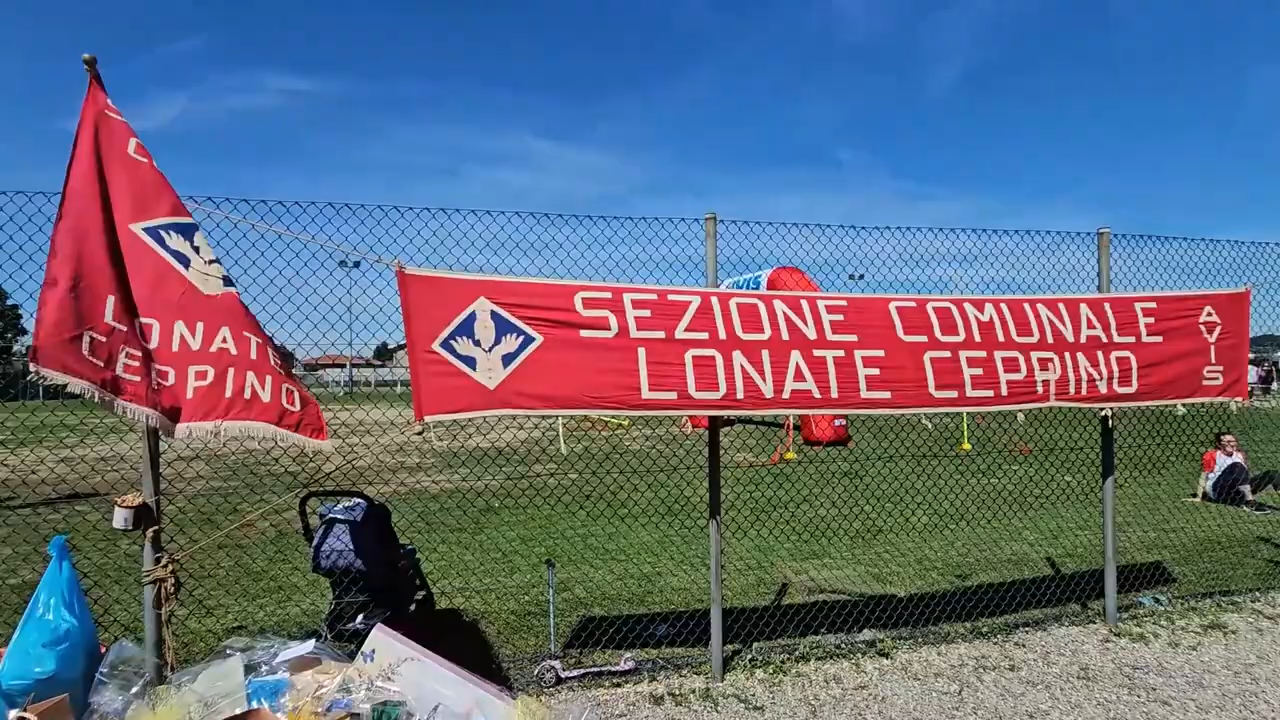 LONATE
CEPPINO
SEZIONE COMUNALE
LONATE CEPPINO
AVIS